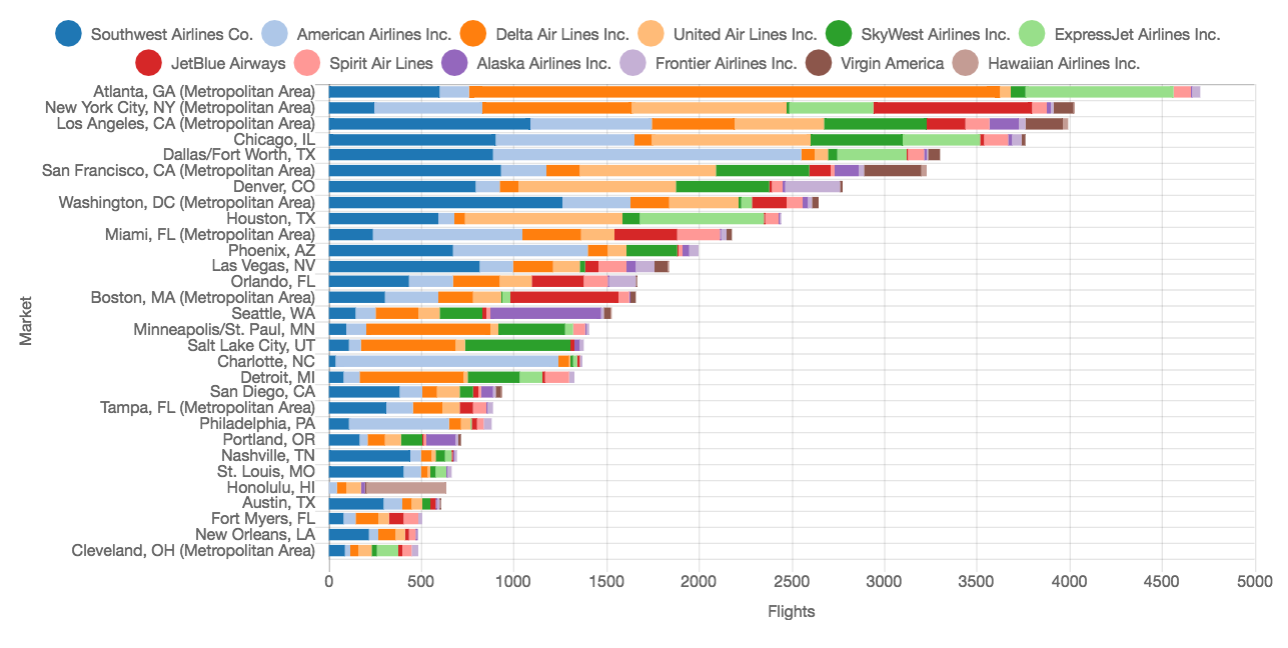 Southwest Airlines Co. American Airlines Inc. Delta Air Lines Inc. United Air Lines Inc. SkyWest Airlines Inc. ExpressJet Airlines Inc.
JetBlue Airways Spirit Air Lines Alaska Airlines Inc. Frontier Airlines Inc. Virgin America Hawaiian Airlines Inc.
Market
Atlanta, GA (Metropolitan Area)
New York City, NY (Metropolitan Area)
Los Angeles, CA (Metropolitan Area)
Chicago, IL
Dallas/Fort Worth, TX
San Francisco, CA (Metropolitan Area)
Denver, CO
Washington, DC (Metropolitan Area)
Houston, TX
Miami, FL (Metropolitan Area)
Phoenix, AZ
Las Vegas, NV
Orlando, FL
Boston, MA (Metropolitan Area)
Seattle, WA
Minneapolis/St. Paul, MN
Salt Lake City, UT
Charlotte, NC
Detroit, MI
San Diego, CA
Tampa, FL (Metropolitan Area)
Philadelphia, PA
Portland, OR
Nashville, TN
St. Louis, MO
Honolulu, HI
Austin, TX
Fort Myers, FL
New Orleans, LA
Cleveland, OH (Metropolitan Area)
0 500 1000 1500 2000 2500 3000 3500 4000 4500 5000
Flights